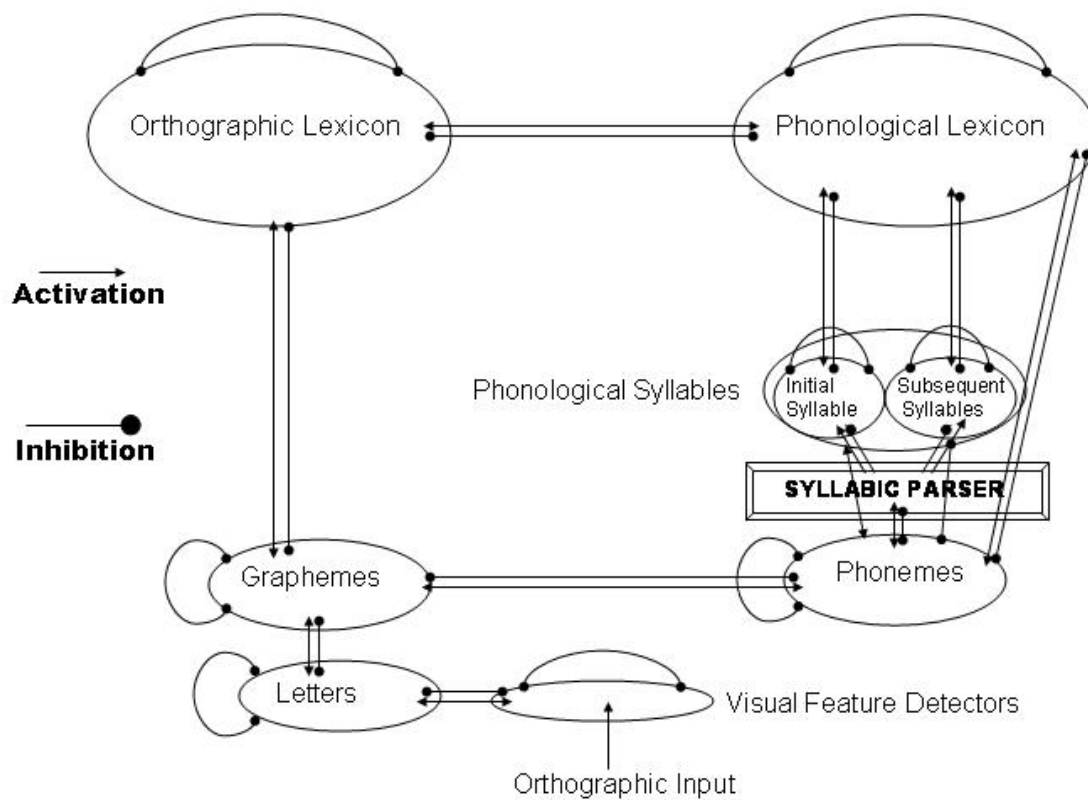 Orthographic Lexicon
Phonological Lexicon
Activation
Inhibition
Phonological Syllables
Initial
Syllable
Subsequent
Syllables
SYLLABIC PARSER
Graphemes
Phonemes
Letters
Visual Feature Detectors
Orthographic Input